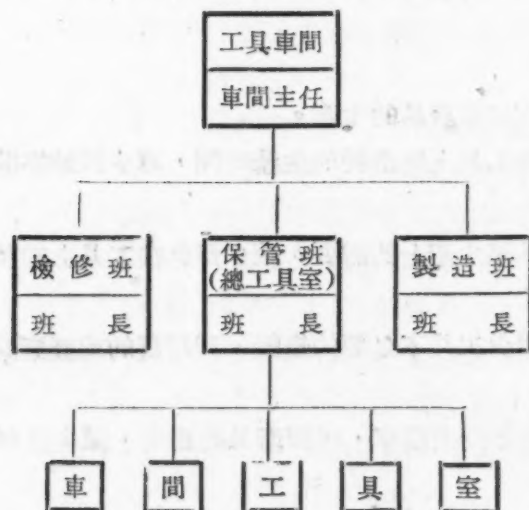 工具車間
車間主任
檢修班
班長
保管班
(總工具室)
班長
製造班
班長
車間工具室